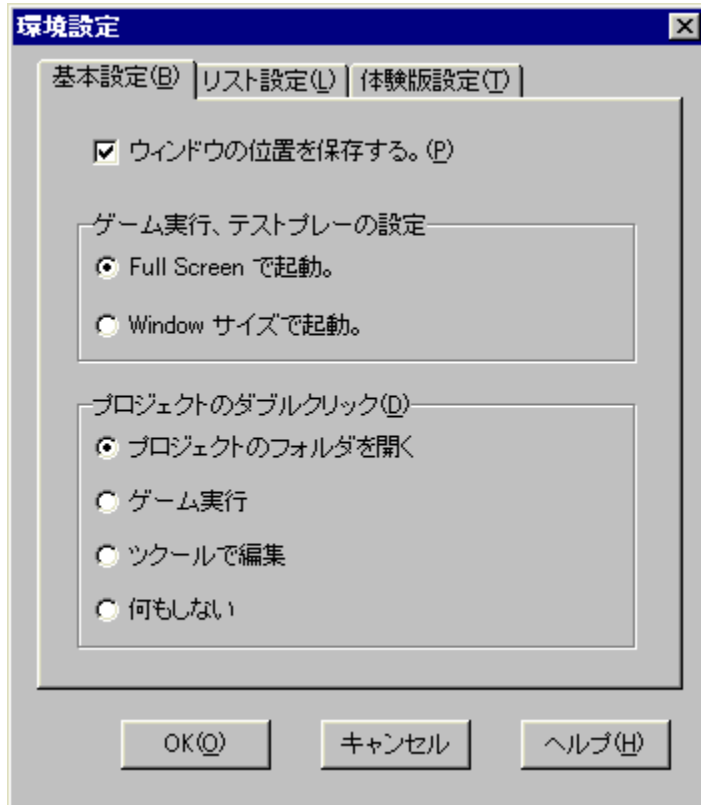 環境設定
基本設定(B) リスト設定(L) 体験版設定(T)
ウィンドウの位置を保存する。(P)
ゲーム実行、テストプレーの設定
Full Screen で起動。
Window サイズで起動。
プロジェクトのダブルクリック(D)
プロジェクトのフォルダを開く
ゲーム実行
ツクールで編集
何もしない
OK(O) キャンセル ヘルプ(H)